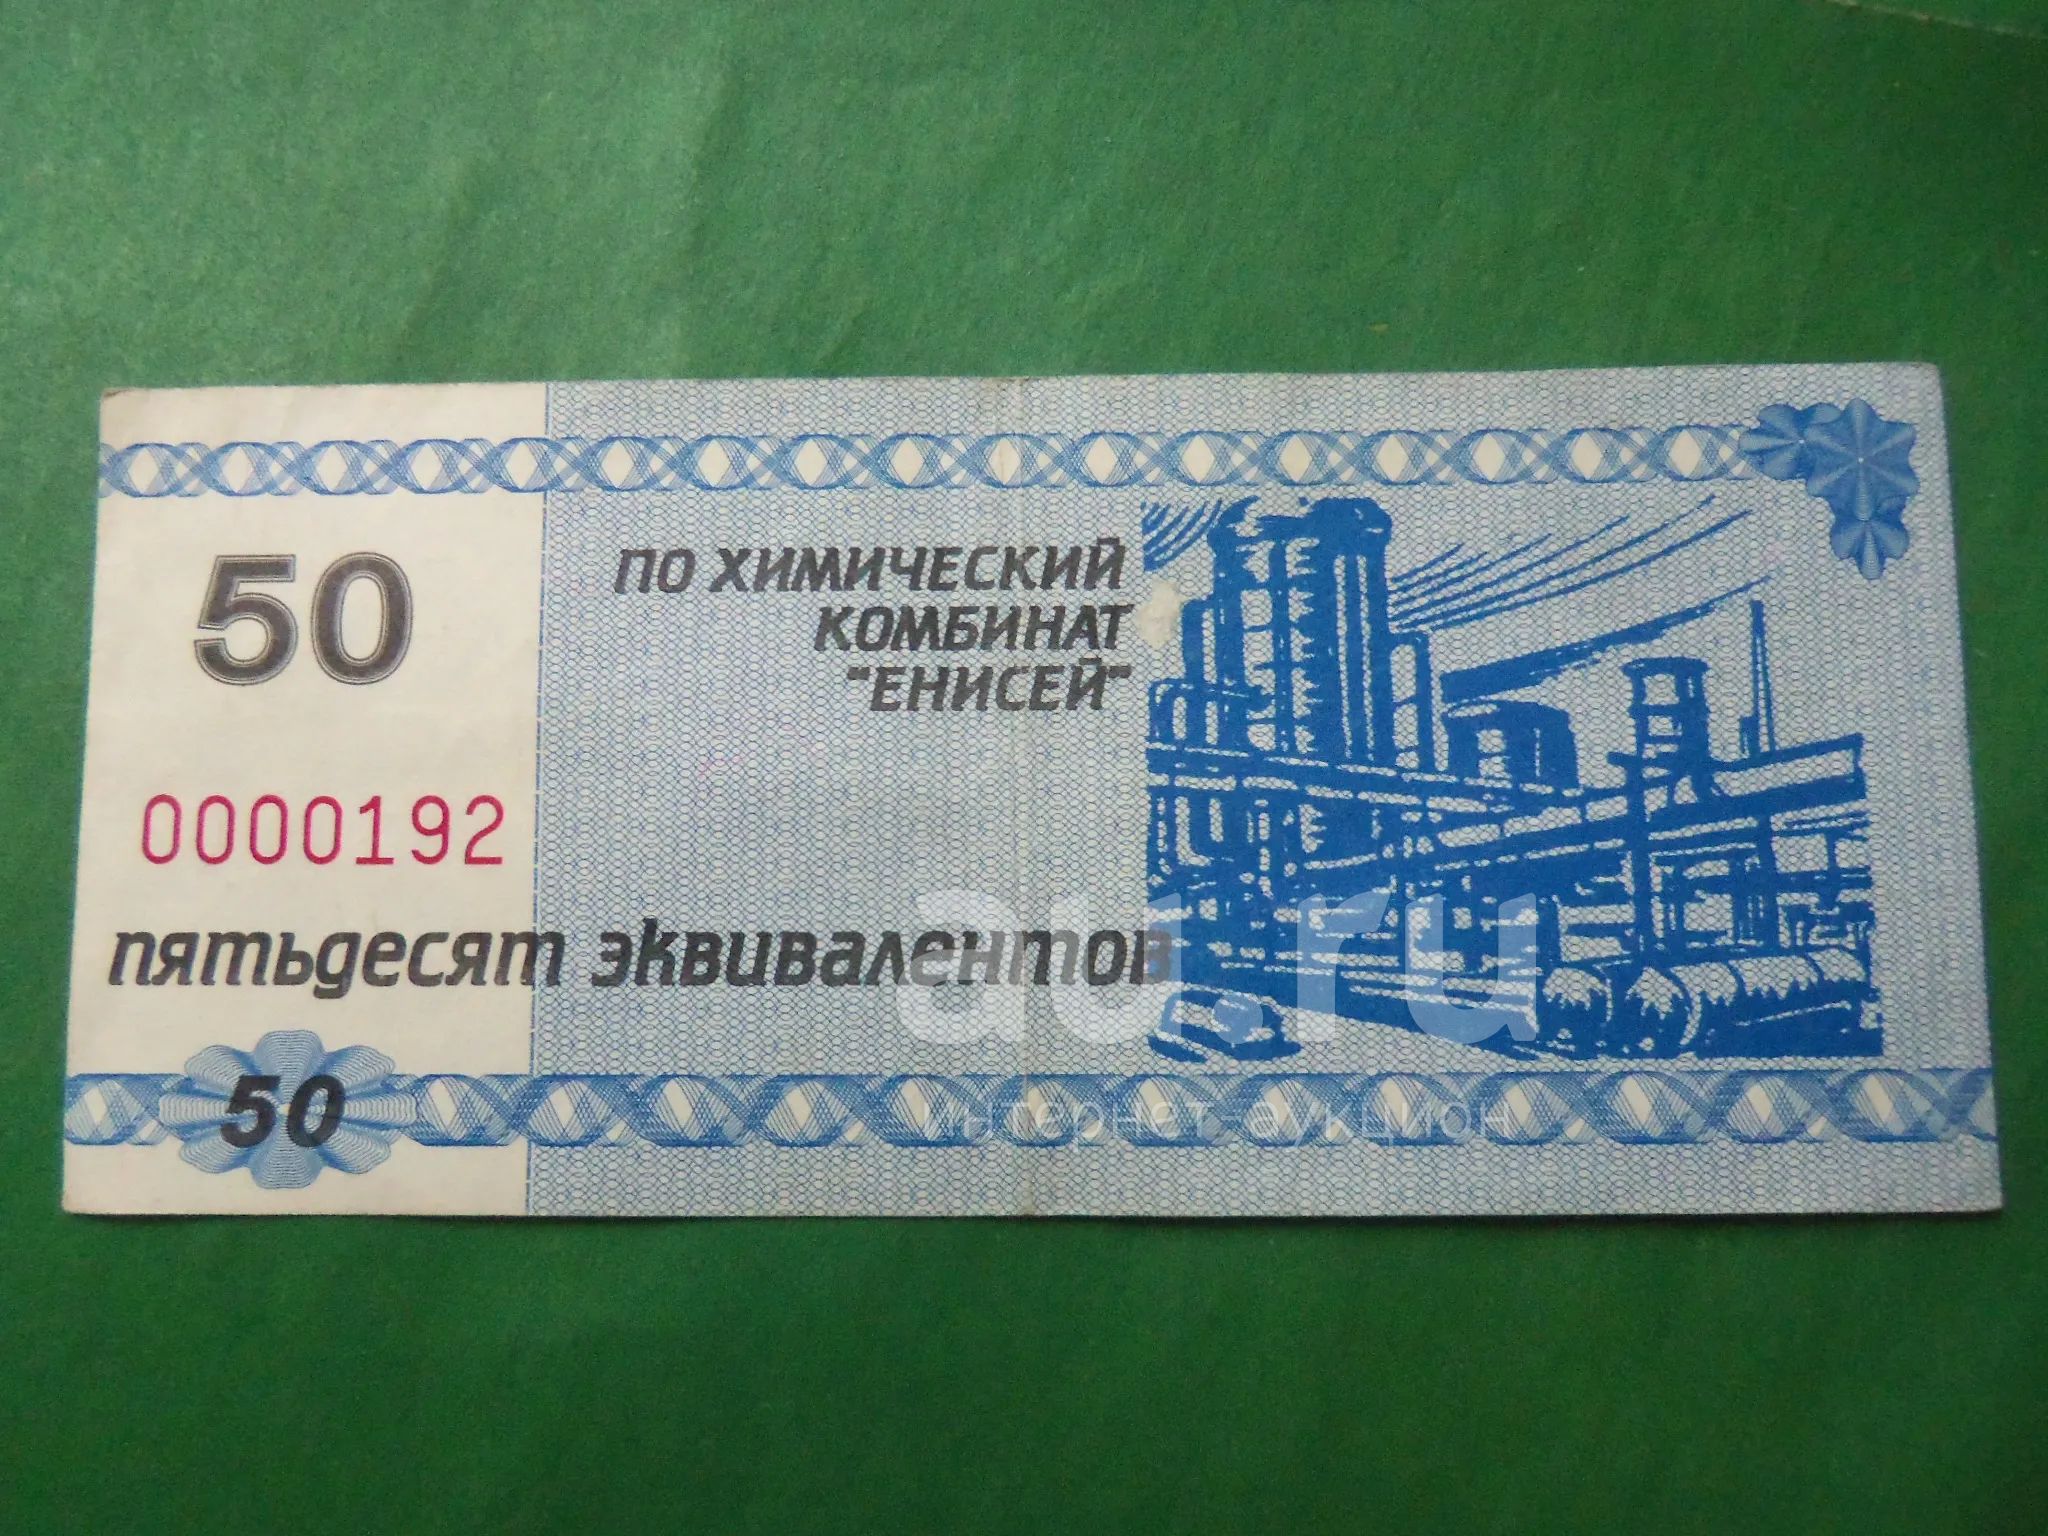 50
ПО ХИМИЧЕСКИЙ
КОМБИНАТ
"ЕНИСЕЙ"
0000192
пятьдесят эквивалентов
50
au.ru
интернет-аукцион